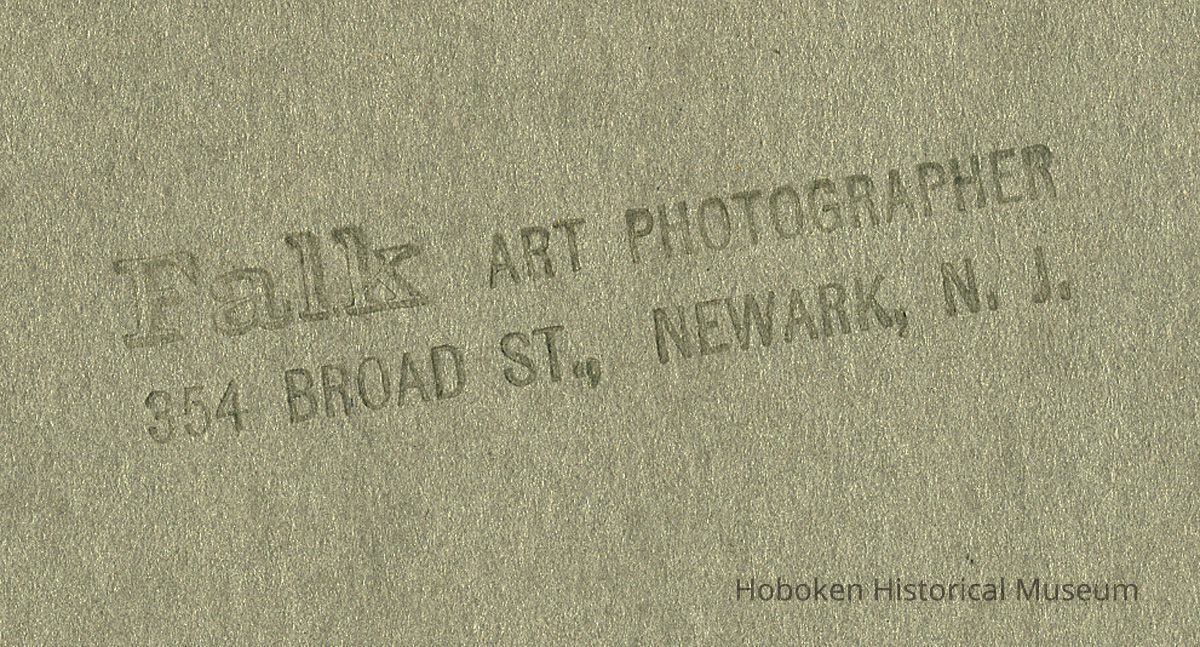 Falk ART PHOTOGRAPHER
354 BROAD ST., NEWARK, N. J.
Hoboken Historical Museum